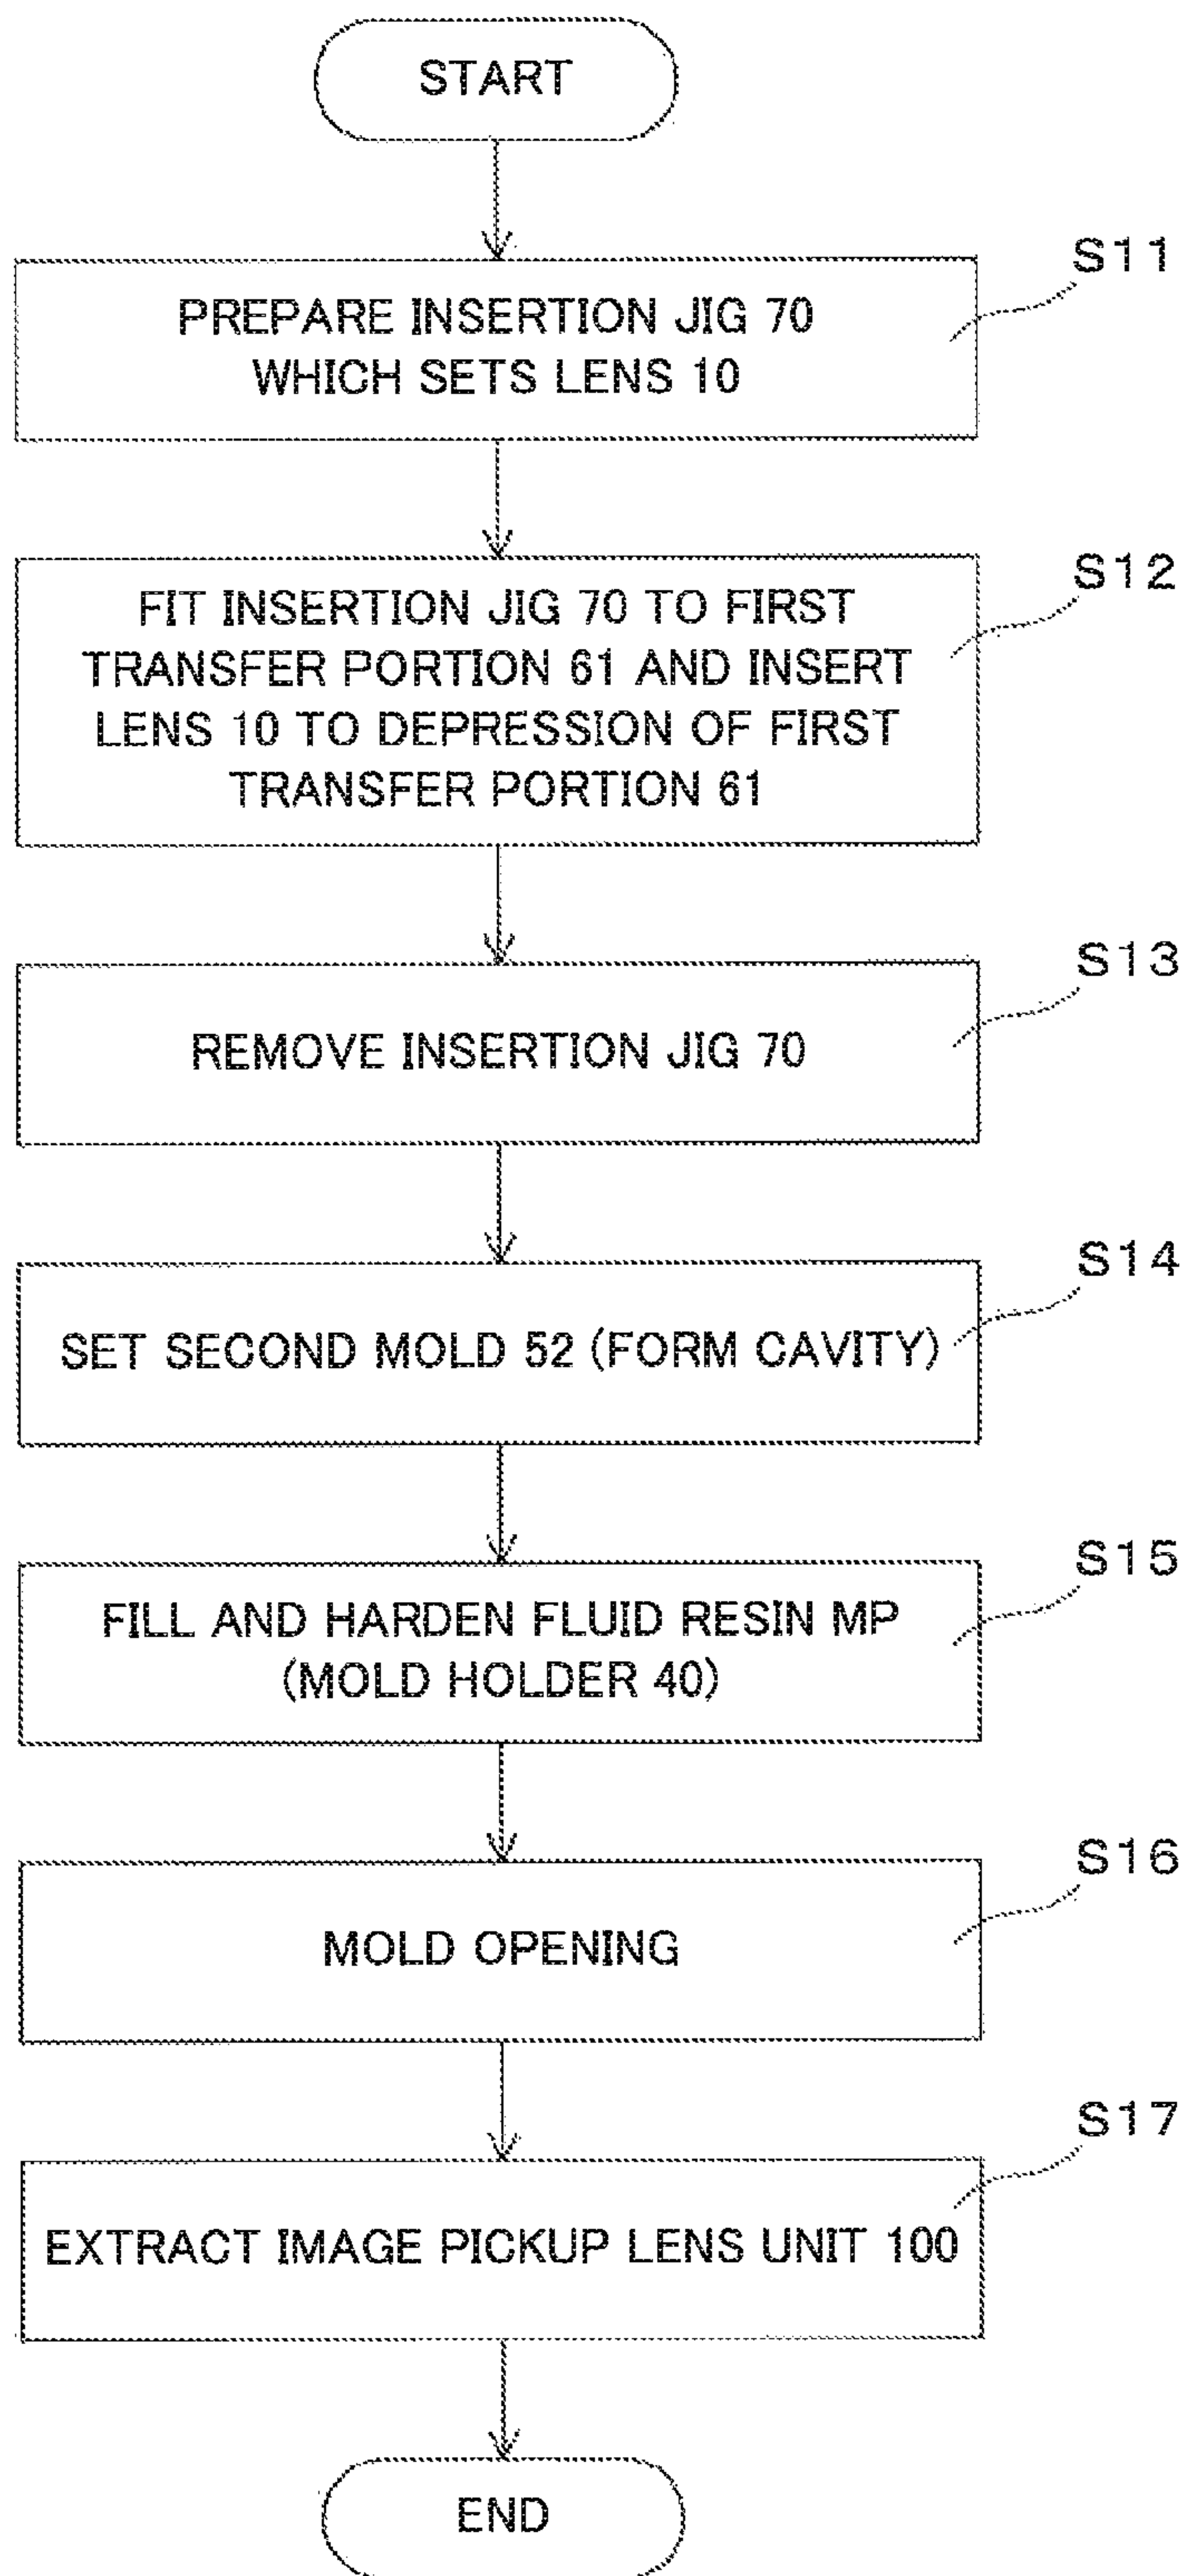 START
S11
PREPARE INSERTION JIG 70
WHICH SETS LENS 10
S12
FIT INSERTION JIG 70 TO FIRST
TRANSFER PORTION 61 AND INSERT
LENS 10 TO DEPRESSION OF FIRST
TRANSFER PORTION 61
S13
REMOVE INSERTION JIG 70
S14
SET SECOND MOLD 52 (FORM CAVITY)
S15
FILL AND HARDEN FLUID RESIN MP
(MOLD HOLDER 40)
S16
MOLD OPENING
S17
EXTRACT IMAGE PICKUP LENS UNIT 100
END